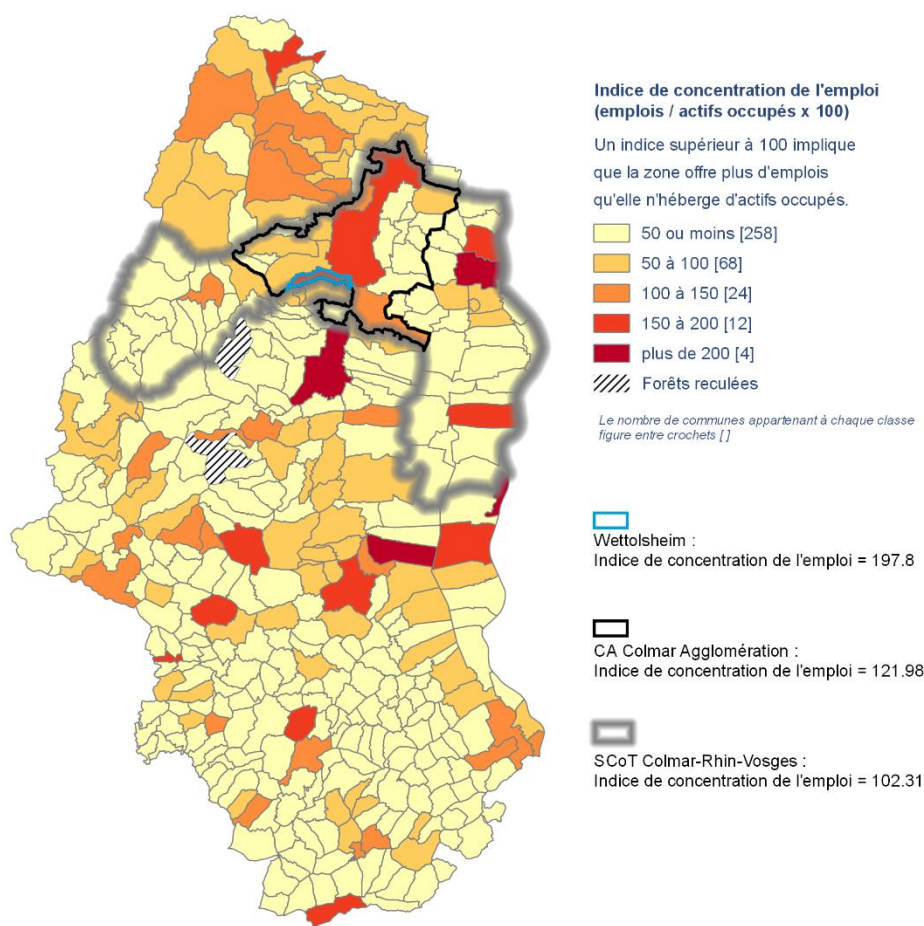 Indice de concentration de l'emploi
(emplois / actifs occupés x 100)
Un indice supérieur à 100 implique
que la zone offre plus d'emplois
qu'elle n'héberge d'actifs occupés.
50 ou moins [258]
50 à 100 [68]
100 à 150 [24]
150 à 200 [12]
plus de 200 [4]
Forêts reculées
Le nombre de communes appartenant à chaque classe
figure entre crochets [ ]
Wettolsheim :
Indice de concentration de l'emploi = 197.8
CA Colmar Agglomération :
Indice de concentration de l'emploi = 121.98
SCoT Colmar-Rhin-Vosges :
Indice de concentration de l'emploi = 102.31